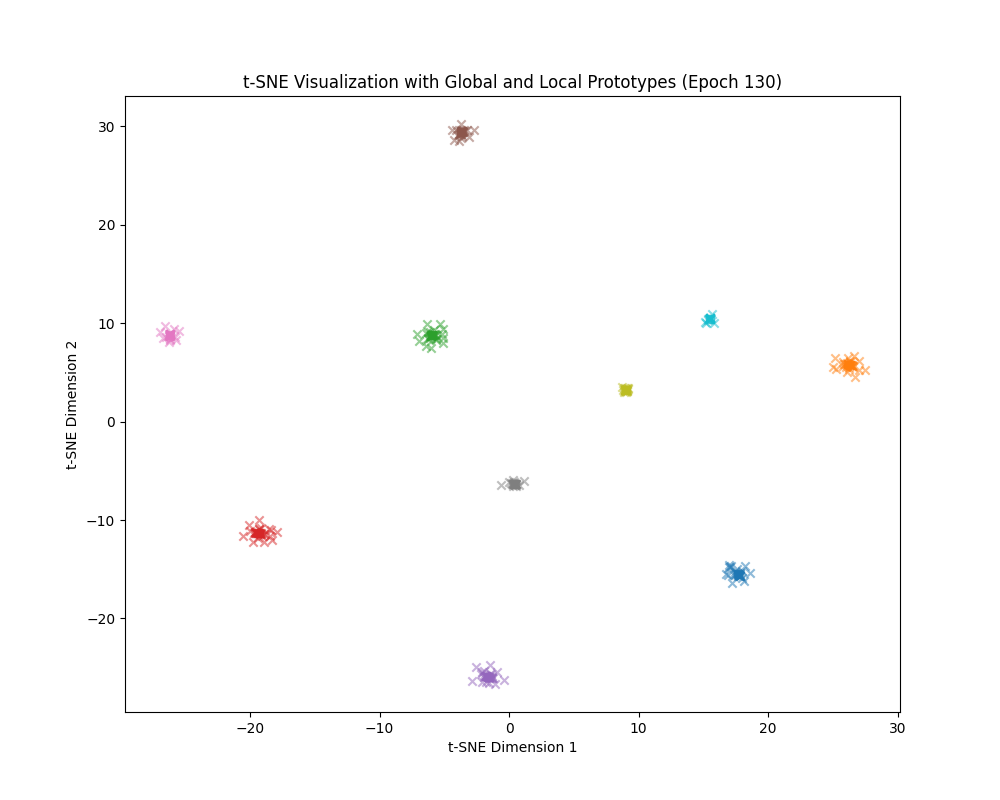 t-SNE Visualization with Global and Local Prototypes (Epoch 130)
30
20
10
0
−10
−20
t-SNE Dimension 2
−20 −10 0 10 20 30
t-SNE Dimension 1